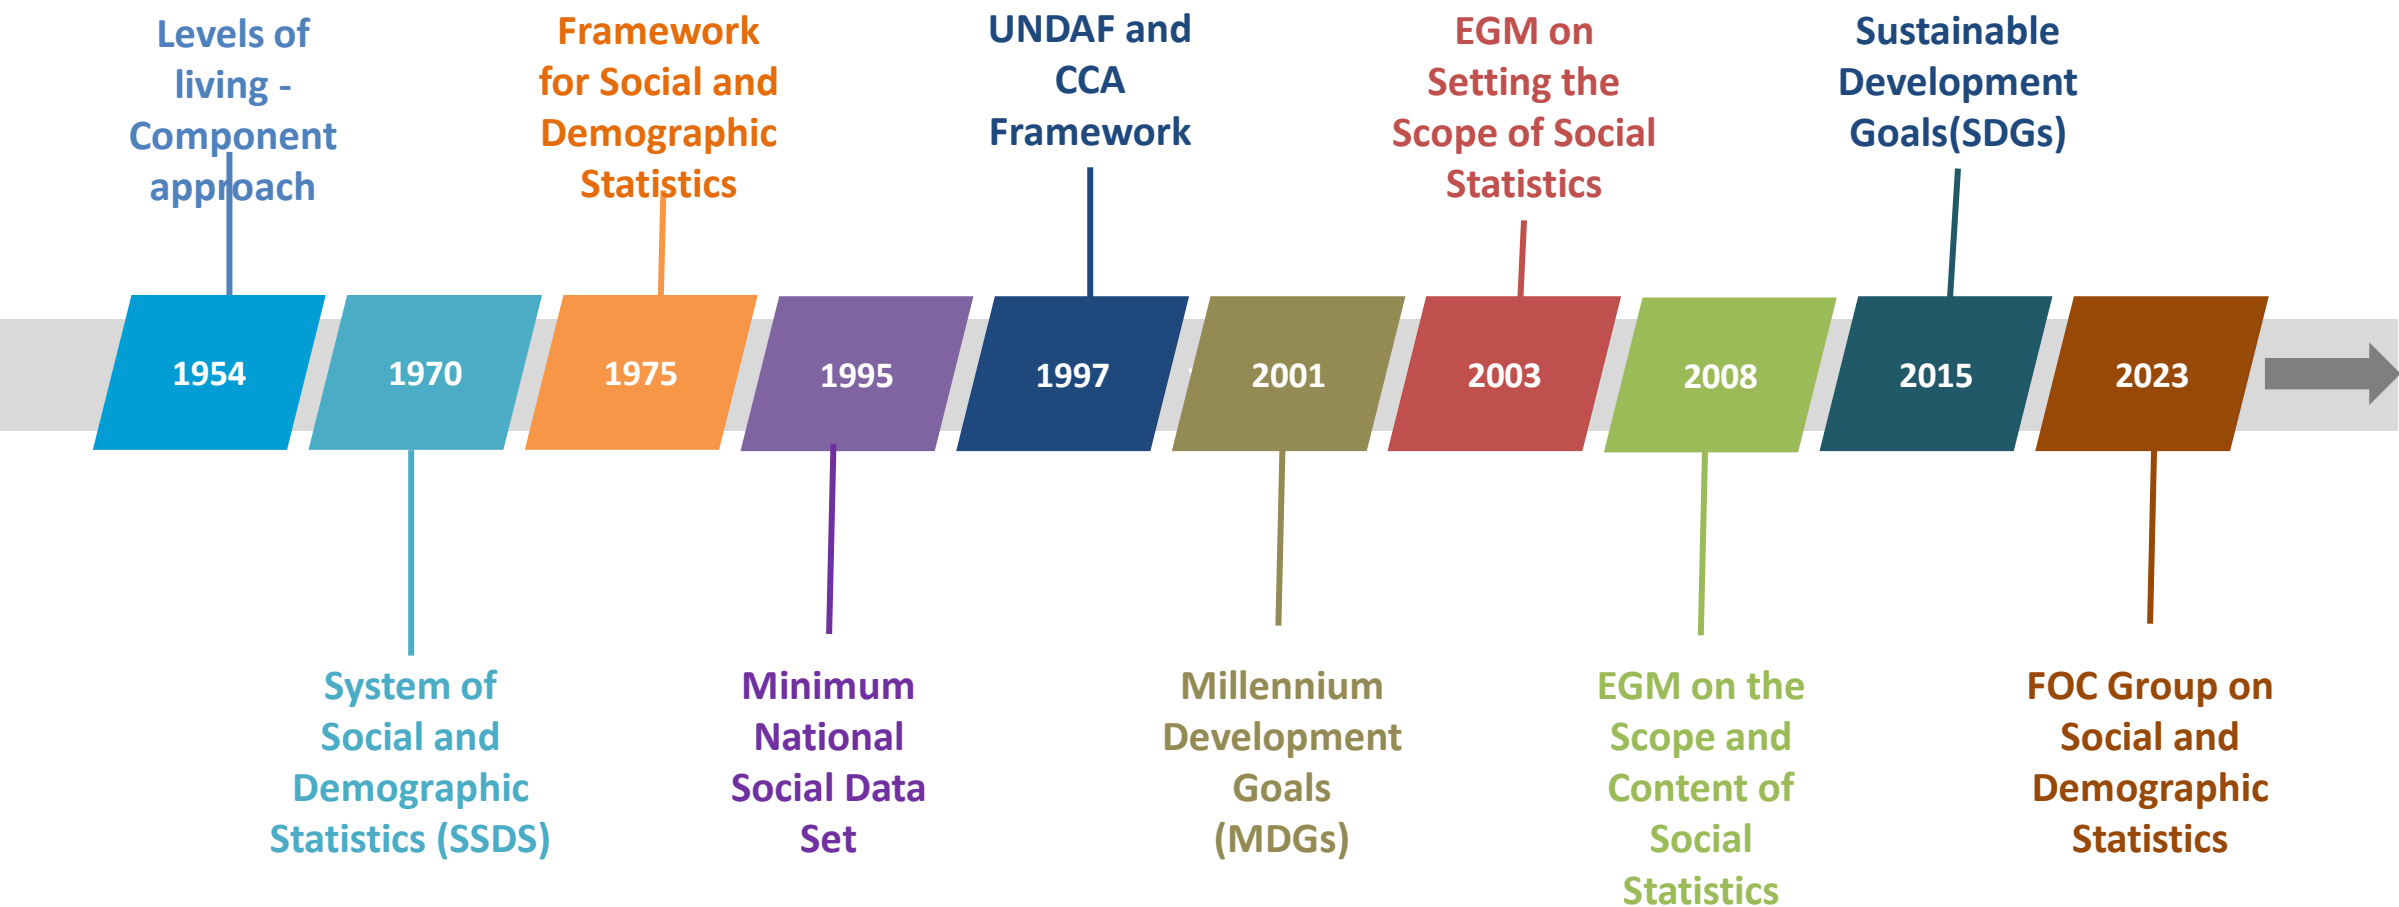 Levels of
living -
Component
approach
Framework
for Social and
Demographic
Statistics
UNDAF and
CCA
Framework
EGM on
Setting the
Scope of Social
Statistics
Sustainable
Development
Goals(SDGs)
1954
1970
1975
1995
1997
2001
2003
2008
2015
2023
System of
Social and
Demographic
Statistics (SSDS)
Minimum
National
Social Data
Set
Millennium
Development
Goals
(MDGs)
EGM on the
Scope and
Content of
Social
Statistics
FOC Group on
Social and
Demographic
Statistics